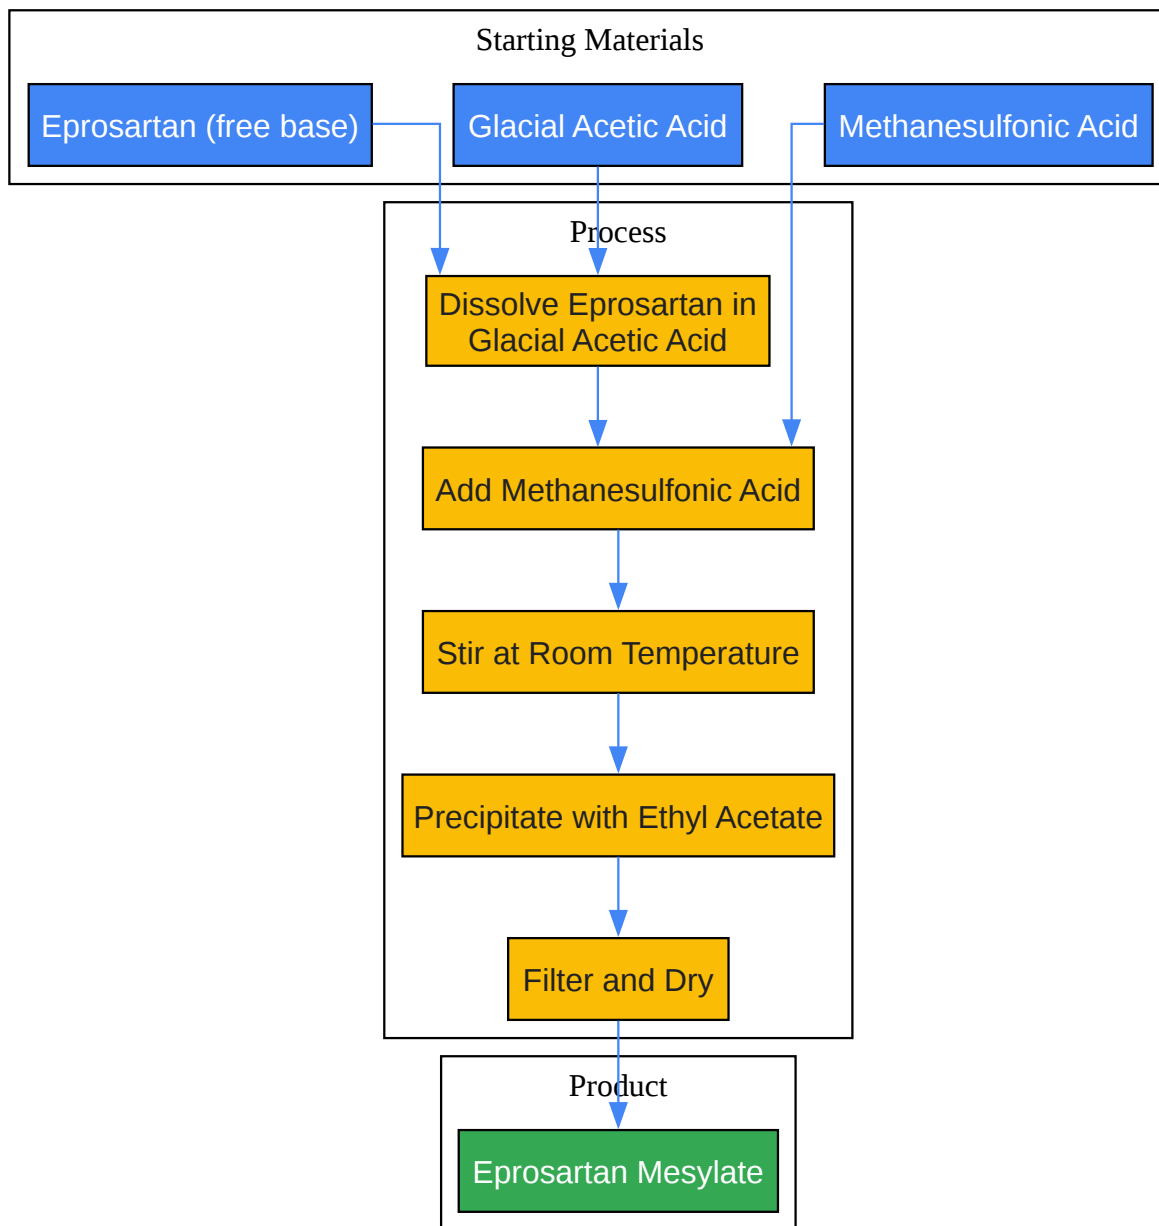 Starting Materials
Eprosartan (free base)
Glacial Acetic Acid
Methanesulfonic Acid
Process
Dissolve Eprosartan in
Glacial Acetic Acid
Add Methanesulfonic Acid
Stir at Room Temperature
Precipitate with Ethyl Acetate
Filter and Dry
Product
Eprosartan Mesylate